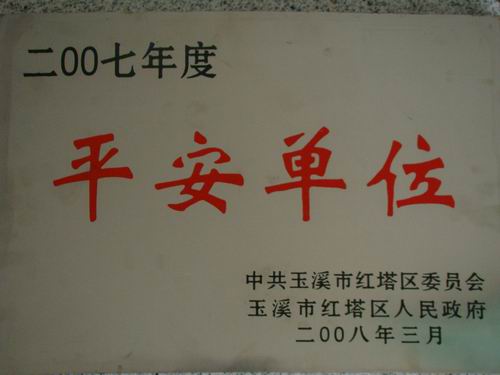 二00七年度
平安单位
中共玉溪市红塔区委员会
玉溪市红塔区人民政府
二00八年三月